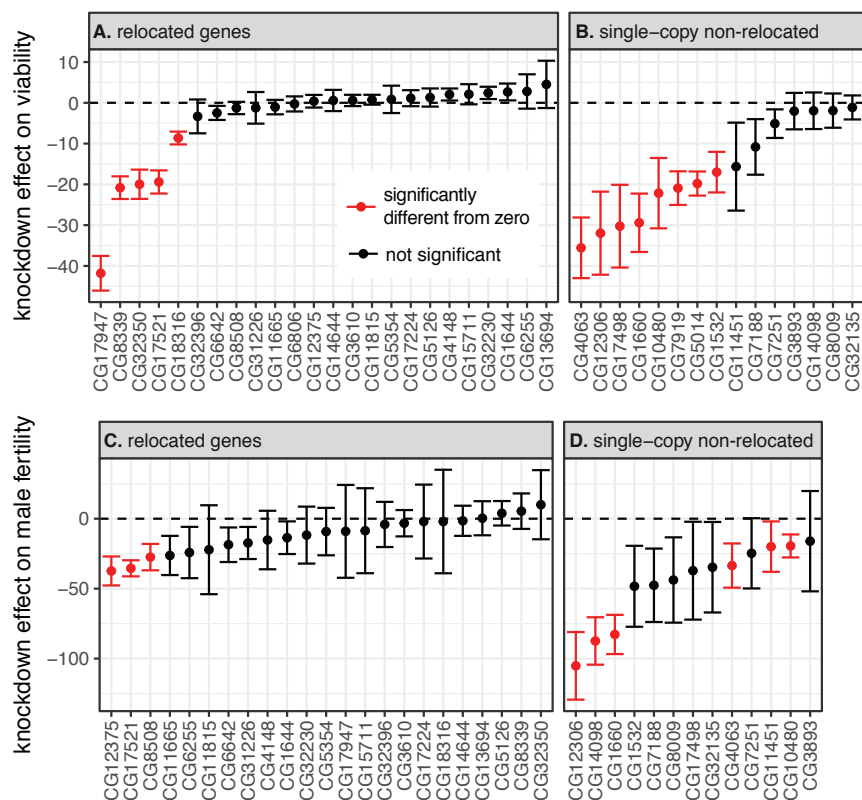 A. relocated genes
B. single−copy non−relocated
knockdown effect on viability
10
0
−10
−20
−30
−40
significantly
different from zero
not significant
CG17947
CG8339
CG32350
CG17521
CG18316
CG32396
CG6642
CG8508
CG31226
CG11665
CG6806
CG12375
CG14644
CG3610
CG11815
CG5354
CG17224
CG5126
CG4148
CG15711
CG32230
CG1644
CG6255
CG13694
CG4063
CG12306
CG17498
CG1660
CG10480
CG7919
CG5014
CG1532
CG11451
CG7188
CG7251
CG3893
CG14098
CG8009
CG32135
C. relocated genes
D. single−copy non−relocated
knockdown effect on male fertility
0
−50
−100
CG12375
CG17521
CG8508
CG11665
CG6255
CG11815
CG6642
CG31226
CG4148
CG1644
CG32230
CG5354
CG17947
CG15711
CG32396
CG3610
CG17224
CG18316
CG14644
CG13694
CG5126
CG8339
CG32350
CG12306
CG14098
CG1660
CG1532
CG7188
CG8009
CG17498
CG32135
CG4063
CG7251
CG11451
CG10480
CG3893